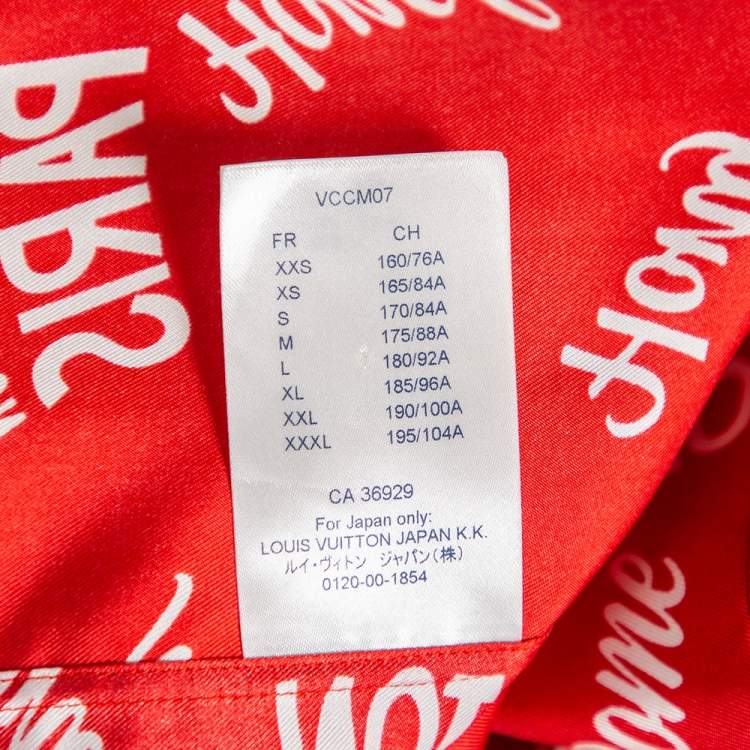 VCCM07
FR CH
XXS 160/76A
XS 165/84A
S 170/84A
M 175/88A
L 180/92A
XL 185/96A
XXL 190/100A
XXXL 195/104A
CA 36929
For Japan only:
LOUIS VUITTON JAPAN K.K.
ルイ・ヴィトン ジャパン(株)
0120-00-1854
PARIS